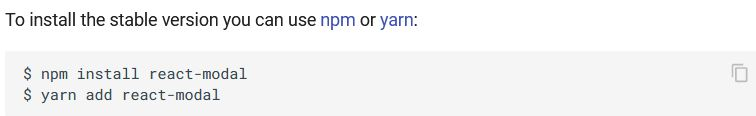 To install the stable version you can use npm or yarn:
$ npm install react-modal
$ yarn add react-modal